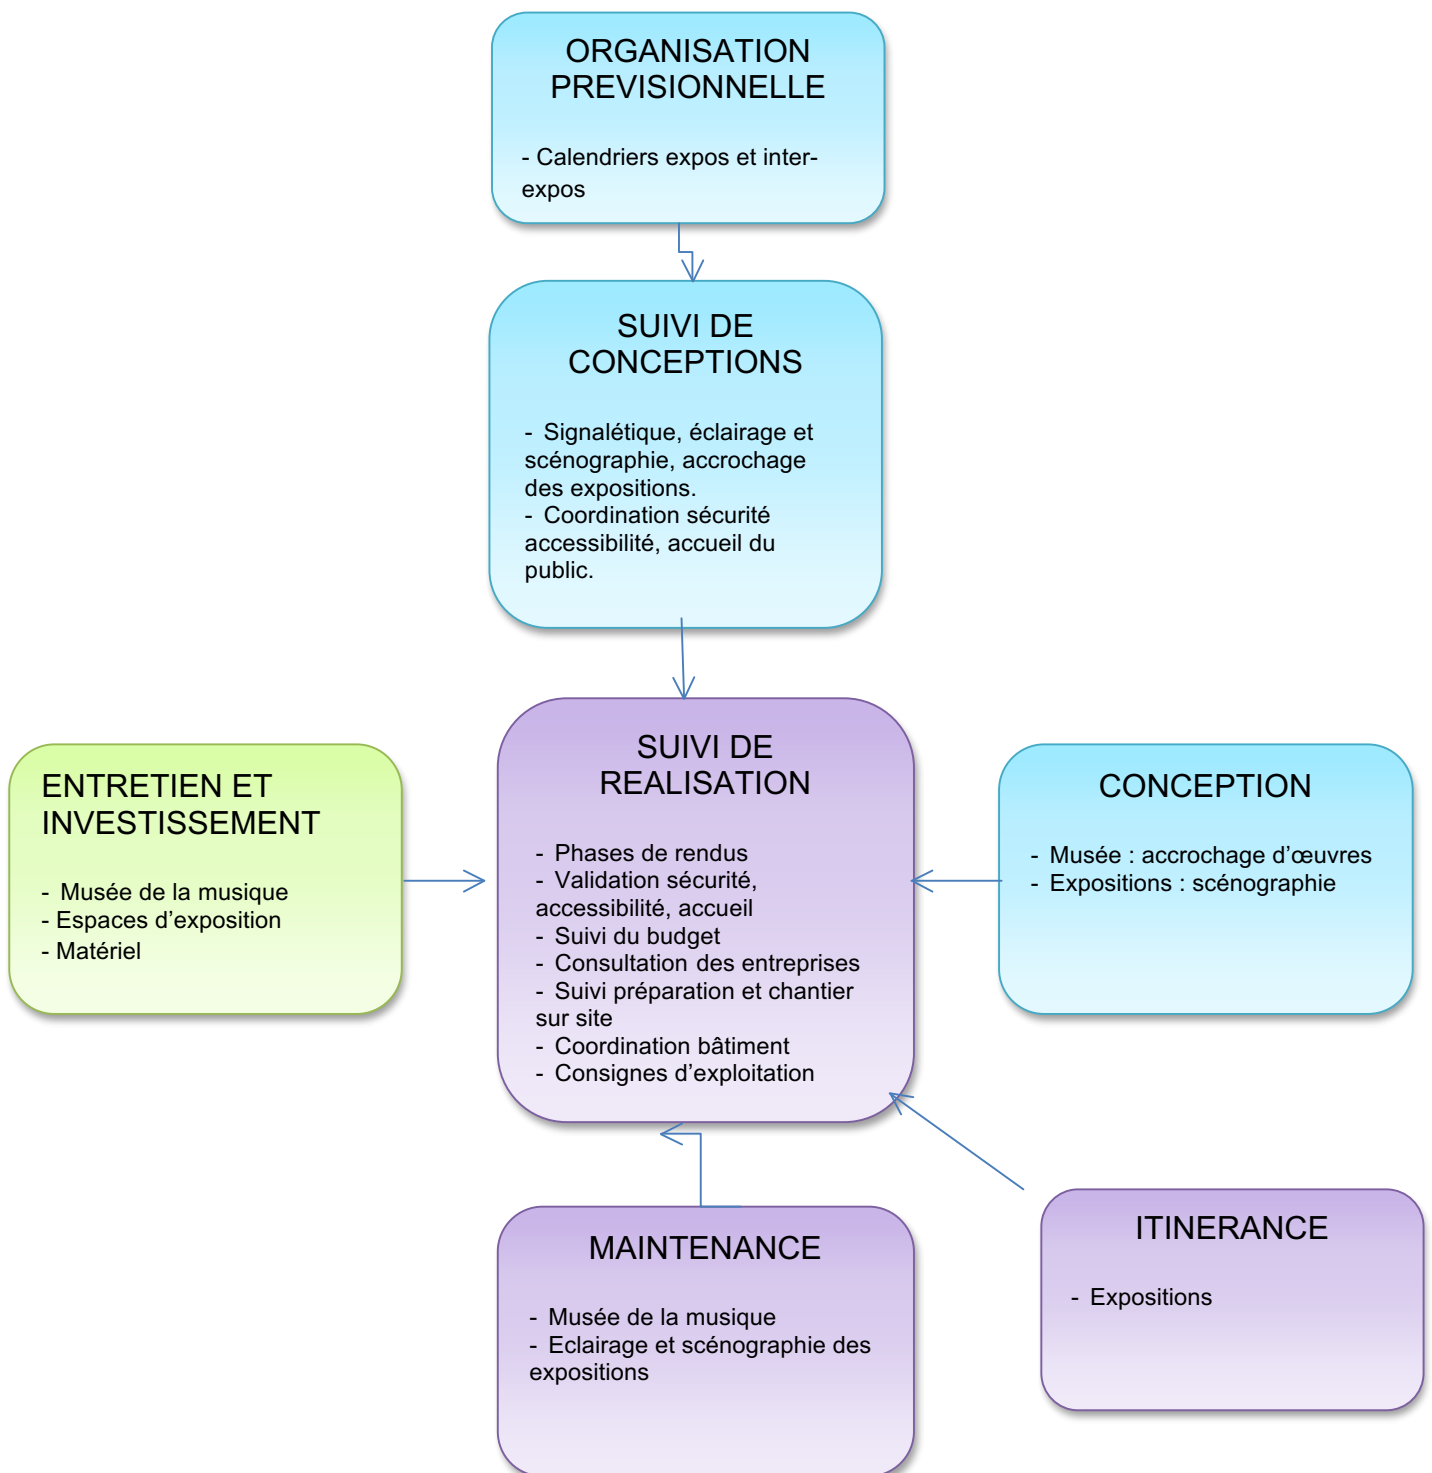 ORGANISATION
PREVISIONNELLE
- Calendriers expos et inter-
expos
SUIVI DE
CONCEPTIONS
- Signalétique, éclairage et
scénographie, accrochage
des expositions.
- Coordination sécurité
accessibilité, accueil du
public.
ENTRETIEN ET
INVESTISSEMENT
- Musée de la musique
- Espaces d’exposition
- Matériel
SUIVI DE
REALISATION
- Phases de rendus
- Validation sécurité,
accessibilité, accueil
- Suivi du budget
- Consultation des entreprises
- Suivi préparation et chantier
sur site
- Coordination bâtiment
- Consignes d’exploitation
CONCEPTION
- Musée : accrochage d’œuvres
- Expositions : scénographie
MAINTENANCE
- Musée de la musique
- Eclairage et scénographie des
expositions
ITINERANCE
- Expositions